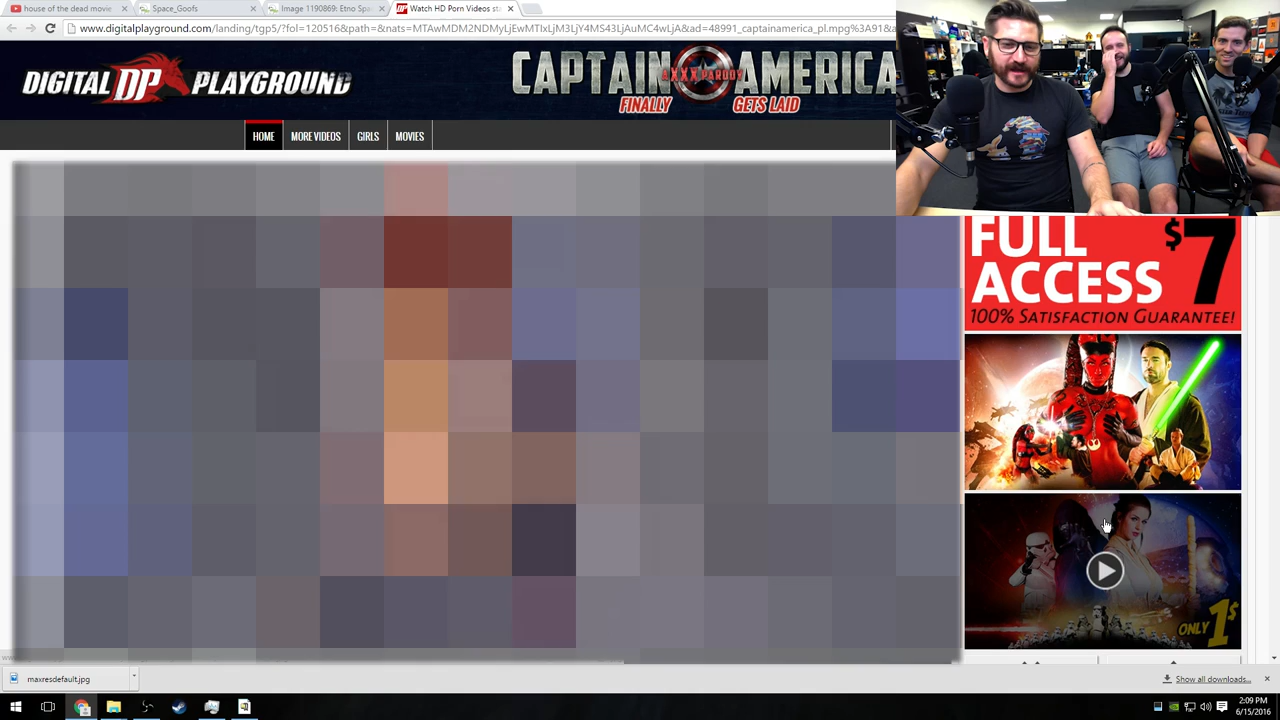 house of the dead movie
Space_Goofs
Image 1190869: Etno Spa
DP Watch HD Porn Videos st
www.digitalplayground.com/landing/tgp5/?fol=120516&path=&nats=MTAwMDM2NDMyLjEwMTIxLjM3LjY4MS43LjAuMC4wLjA&ad=48991_captainamerica_pl.mpg%3A91&a
DIGITAL DP PLAYGROUND
CAPTAIN AMERICA
A XXX PARODY
FINALLY GETS LAID
HOME
MORE VIDEOS
GIRLS
MOVIES
FULL
ACCESS $7
100% SATISFACTION GUARANTEE!
ONLY 1$
maxresdefault.jpg
Show all downloads...
2:09 PM
6/15/2016